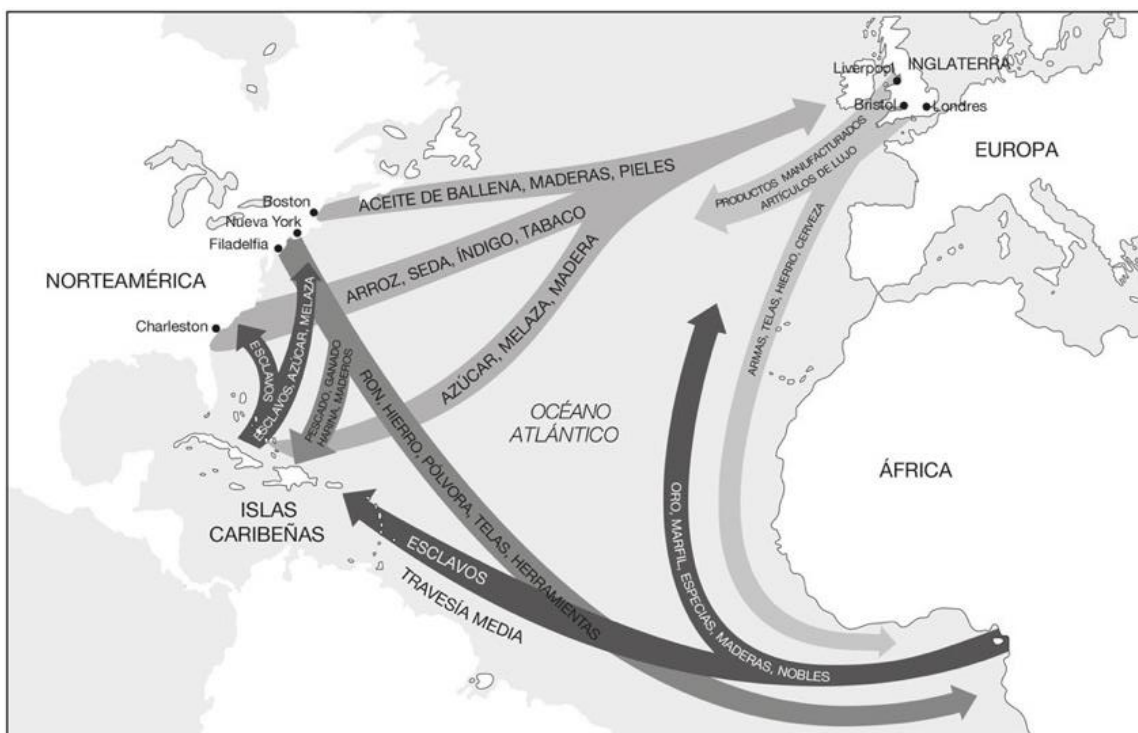 Liverpool
INGLATERRA
Bristol
Londres
EUROPA
PRODUCTOS MANUFACTURADOS
ARTÍCULOS DE LUJO
ACEITE DE BALLENA, MADERAS, PIELES
Boston
Nueva York
Filadelfia
ARROZ, SEDA, ÍNDIGO, TABACO
NORTEAMÉRICA
Charleston
ESCLAVOS
ESCLAVOS, AZÚCAR, MELAZA
PESCADO, GANADO
HARINA, MADEROS
AZÚCAR, MELAZA, MADERA
ARMAS, TELAS, HIERRO, CERVEZA
RON, HIERRO, PÓLVORA, TELAS, HERRAMIENTAS
OCÉANO
ATLÁNTICO
ÁFRICA
ISLAS
CARIBEÑAS
ORO, MARFIL, ESPECIAS, MADERAS, NOBLES
ESCLAVOS
TRAVESÍA MEDIA